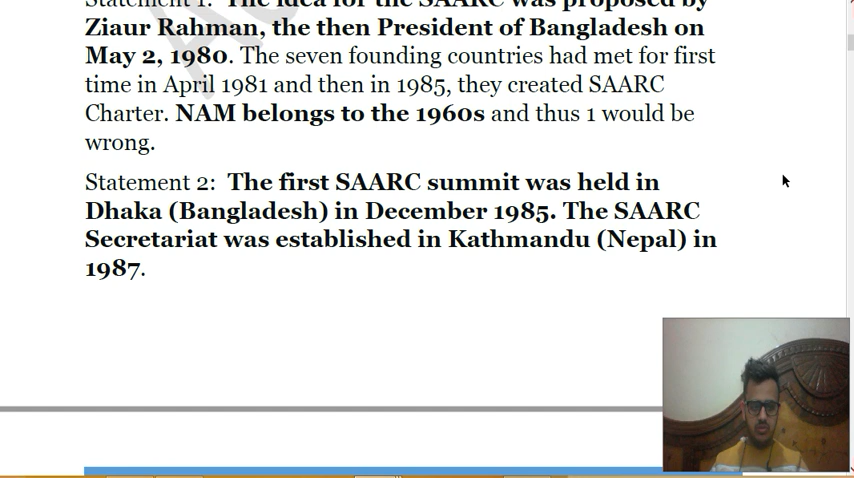 Statement 1: The idea for the SAARC was proposed by
Ziaur Rahman, the then President of Bangladesh on
May 2, 1980. The seven founding countries had met for first
time in April 1981 and then in 1985, they created SAARC
Charter. NAM belongs to the 1960s and thus 1 would be
wrong.
Statement 2: The first SAARC summit was held in
Dhaka (Bangladesh) in December 1985. The SAARC
Secretariat was established in Kathmandu (Nepal) in
1987.